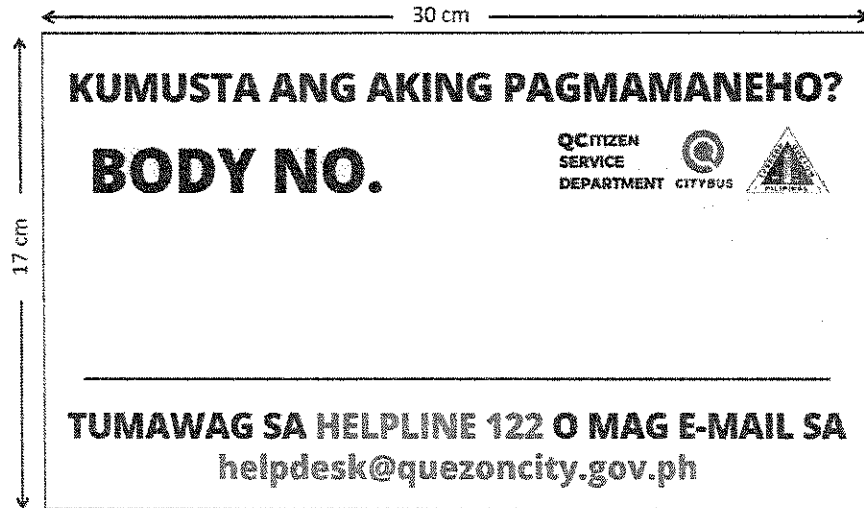 30 cm
17 cm
KUMUSTA ANG AKING PAGMAMANEHO?
BODY NO.
QCITIZEN
SERVICE
DEPARTMENT
CITYBUS
PILIPINAS
TUMAWAG SA HELPLINE 122 O MAG E-MAIL SA
helpdesk@quezoncity.gov.ph